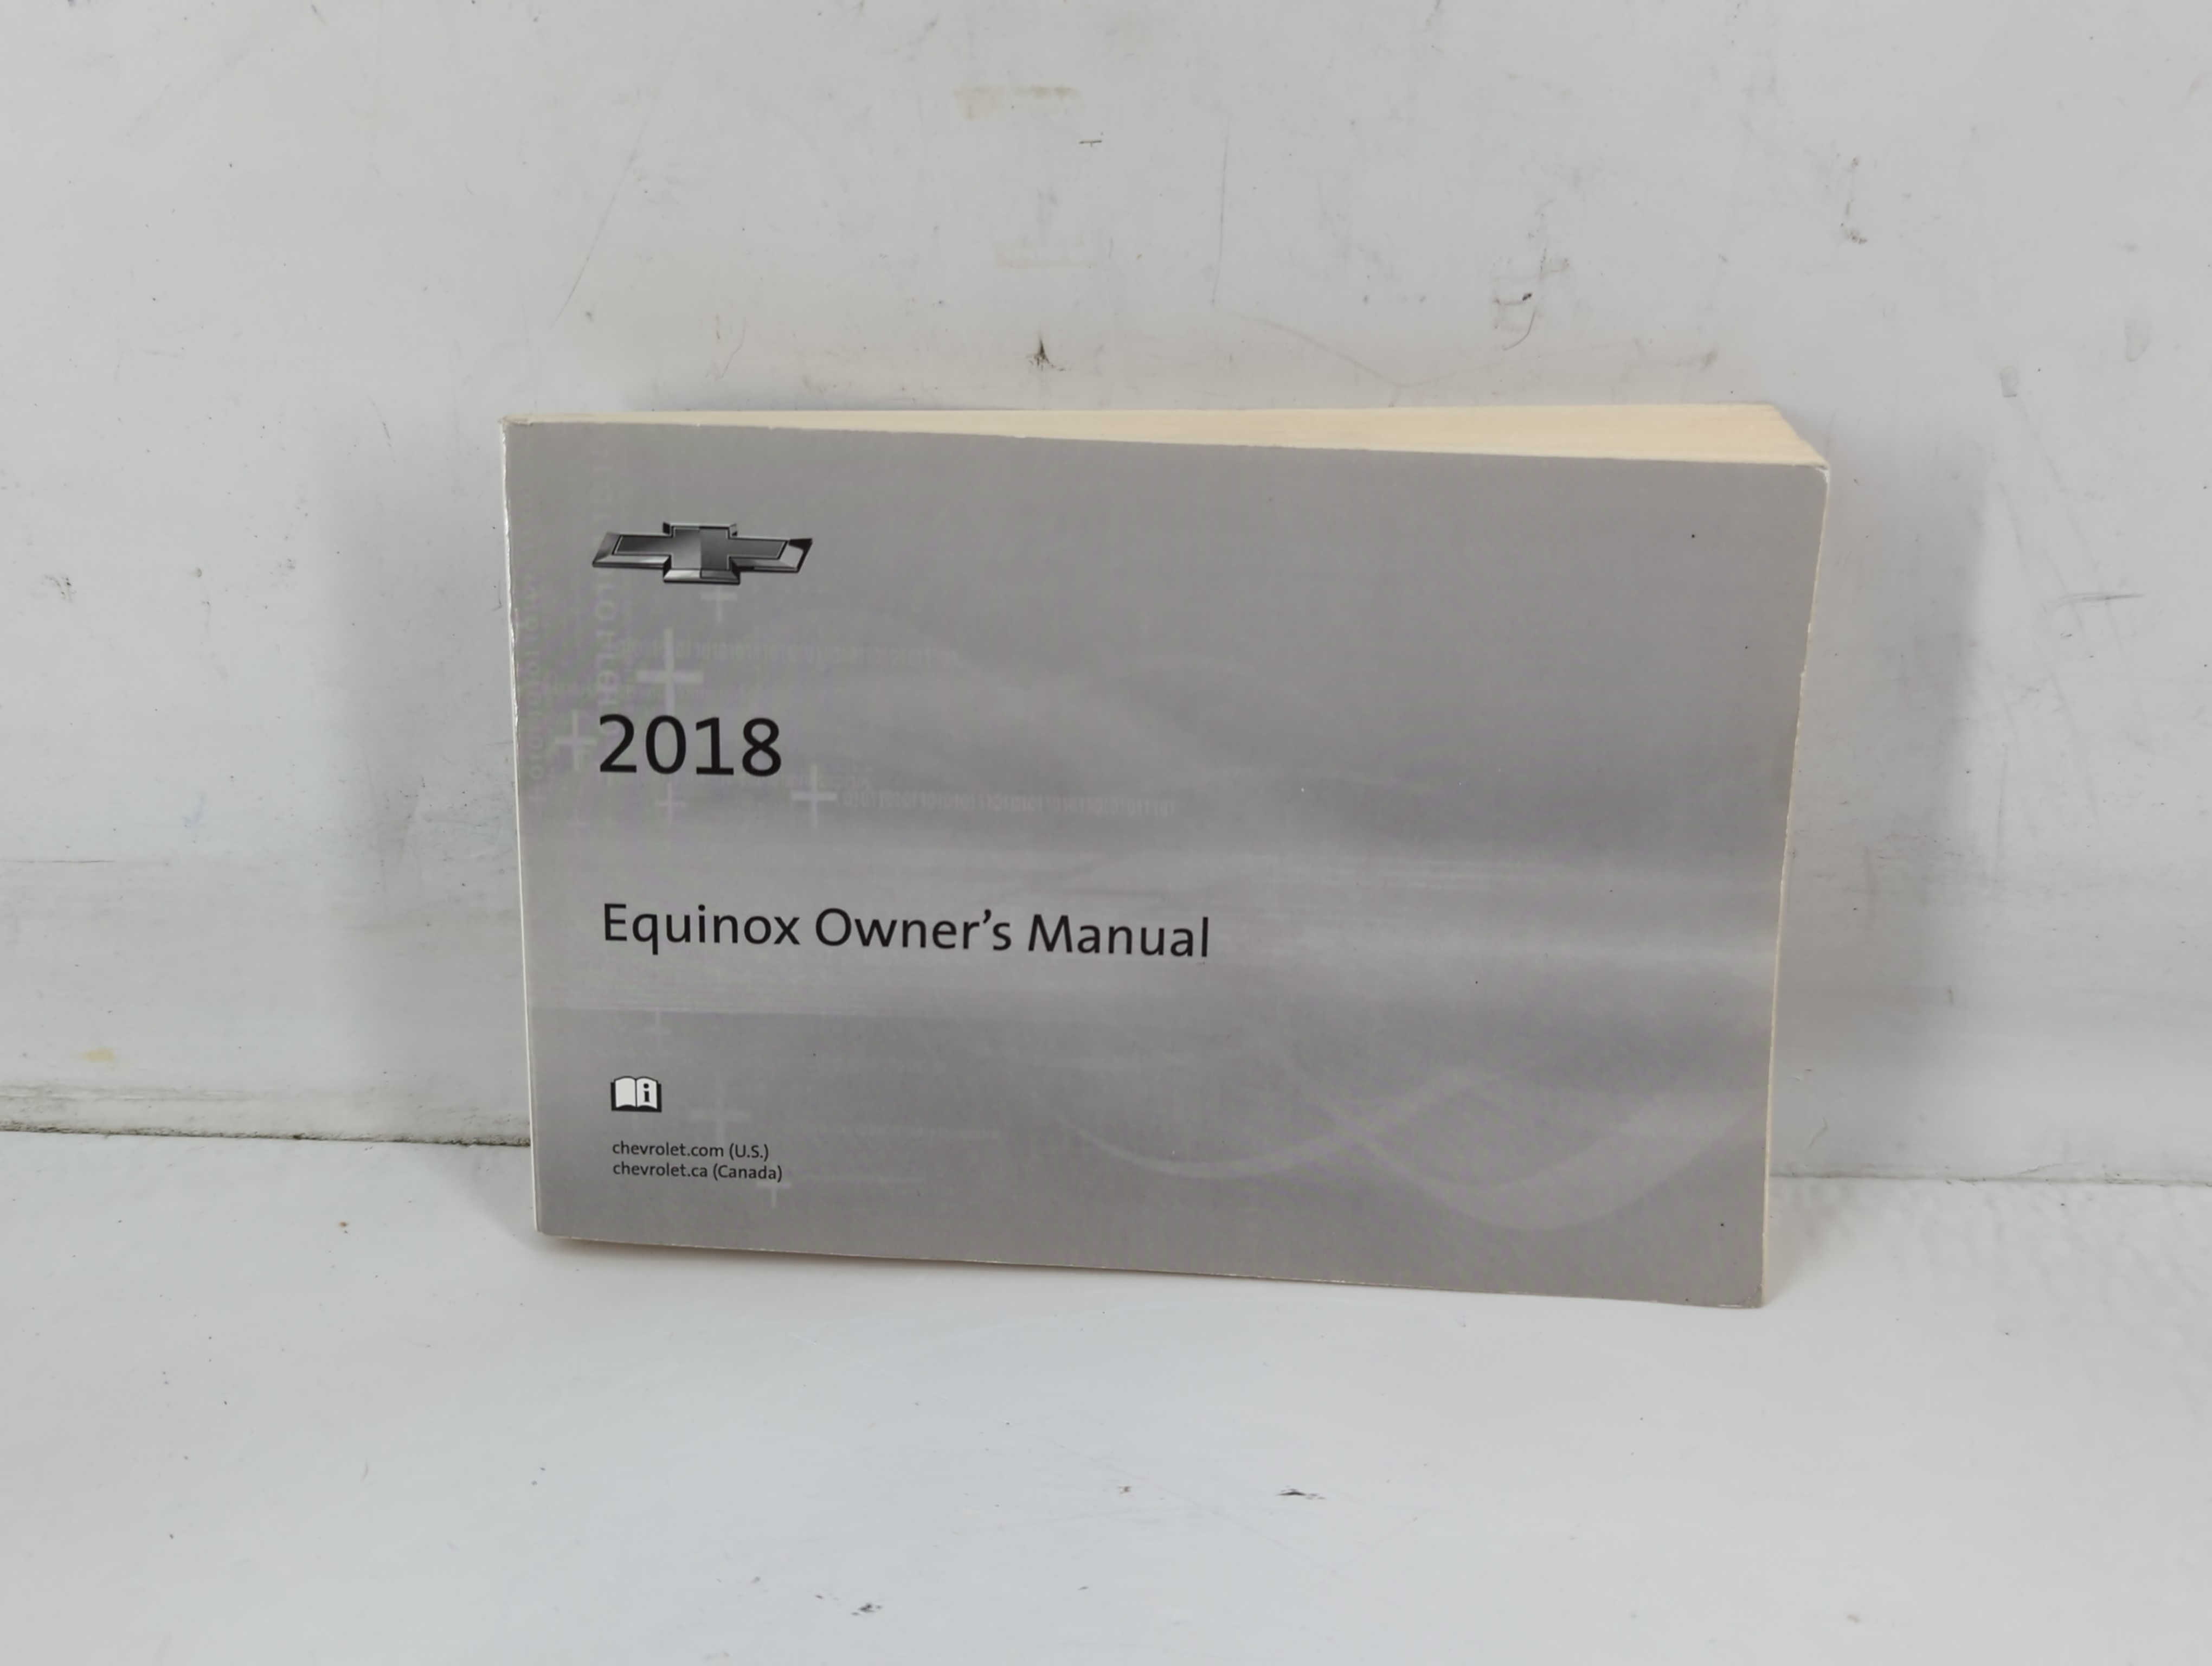 2018
Equinox Owner’s Manual
i
chevrolet.com (U.S.)
chevrolet.ca (Canada)